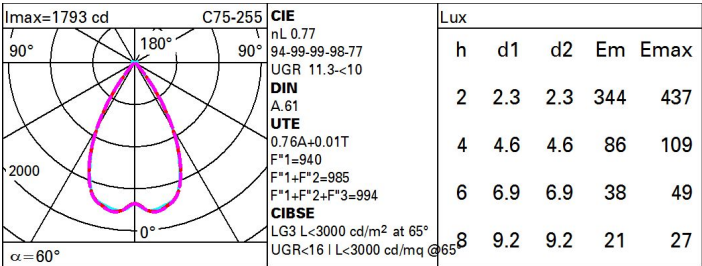 Imax=1793 cd C75-255
90° 180° 90°
2000
0°
α=60°
CIE
nL 0.77
94-99-99-98-77
UGR 11.3-<10
DIN
A.61
UTE
0.76A+0.01T
F"1=940
F"1+F"2=985
F"1+F"2+F"3=994
CIBSE
LG3 L<3000 cd/m² at 65°
UGR<16 | L<3000 cd/mq @65°
Lux
h d1 d2 Em Emax
2 2.3 2.3 344 437
4 4.6 4.6 86 109
6 6.9 6.9 38 49
8 9.2 9.2 21 27